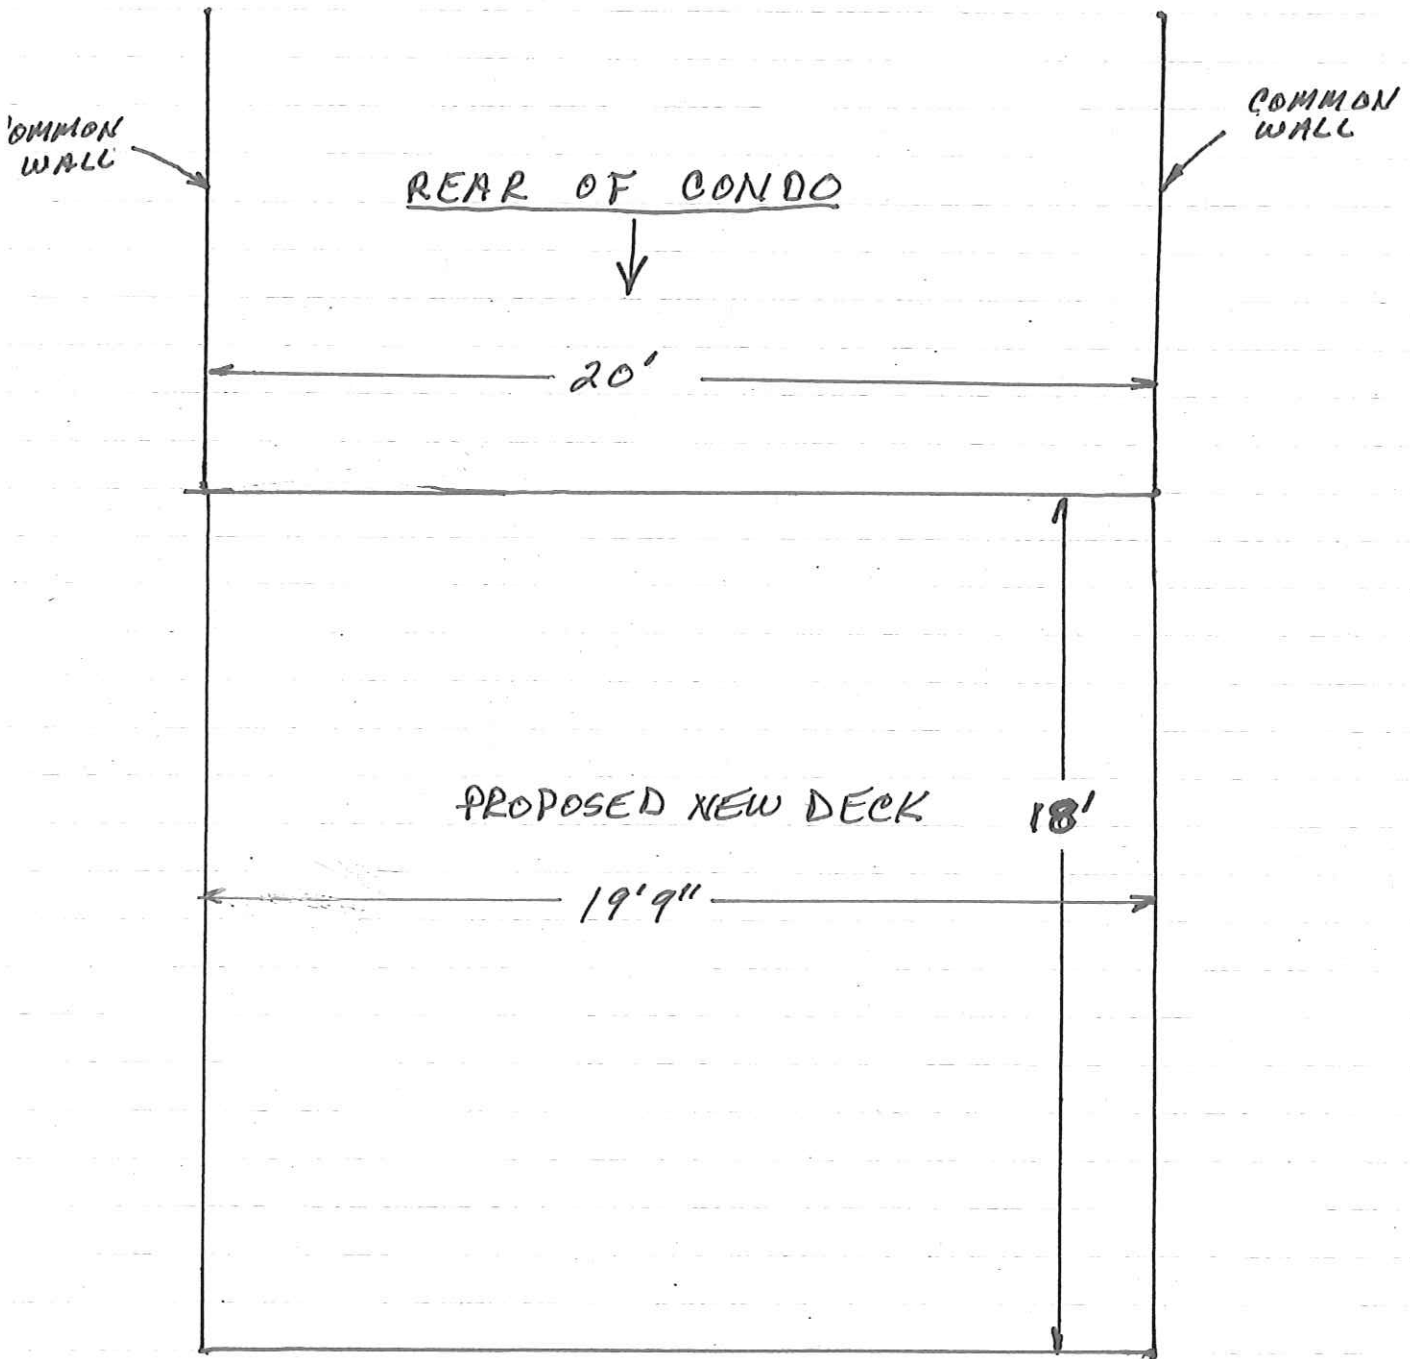 COMMON
WALL
COMMON
WALL
REAR OF CONDO
20'
PROPOSED NEW DECK
18'
19'9"